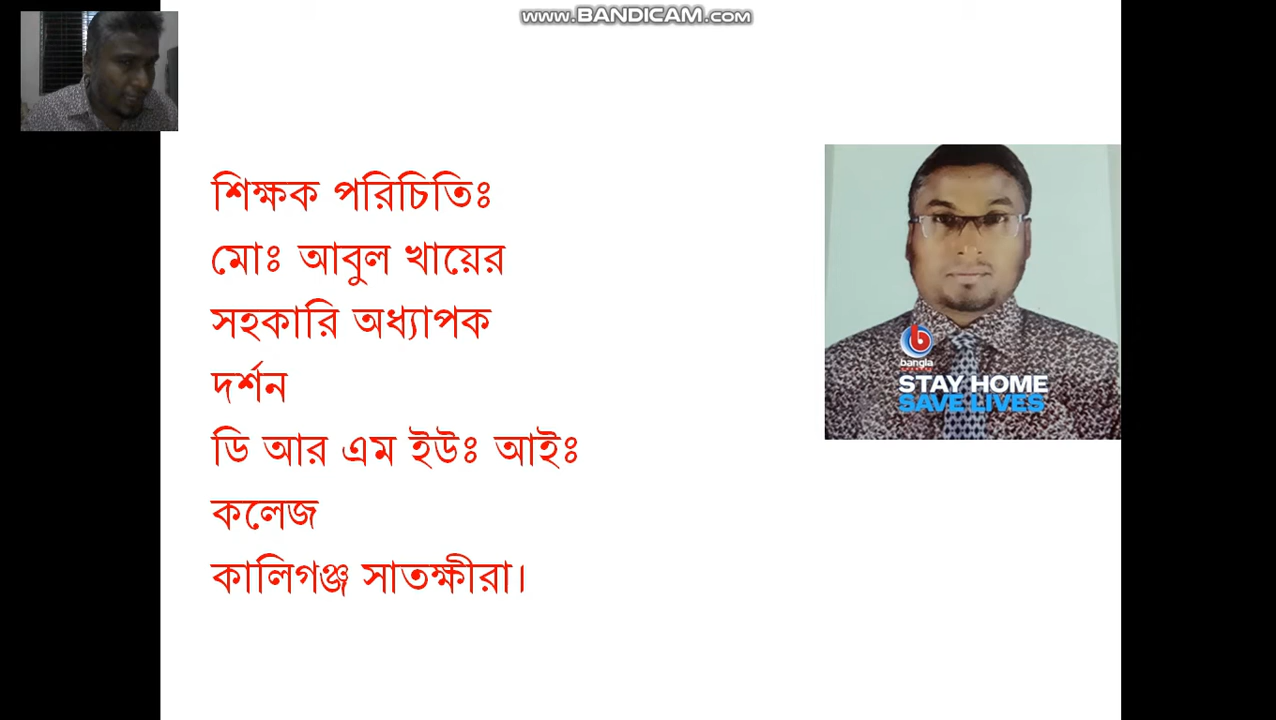 www.BANDICAM.com
শিক্ষক পরিচিতিঃ
মোঃ আবুল খায়ের
সহকারি অধ্যাপক
দর্শন
ডি আর এম ইউঃ আইঃ
কলেজ
কালিগঞ্জ সাতক্ষীরা।
bangla
STAY HOME
SAVE LIVES